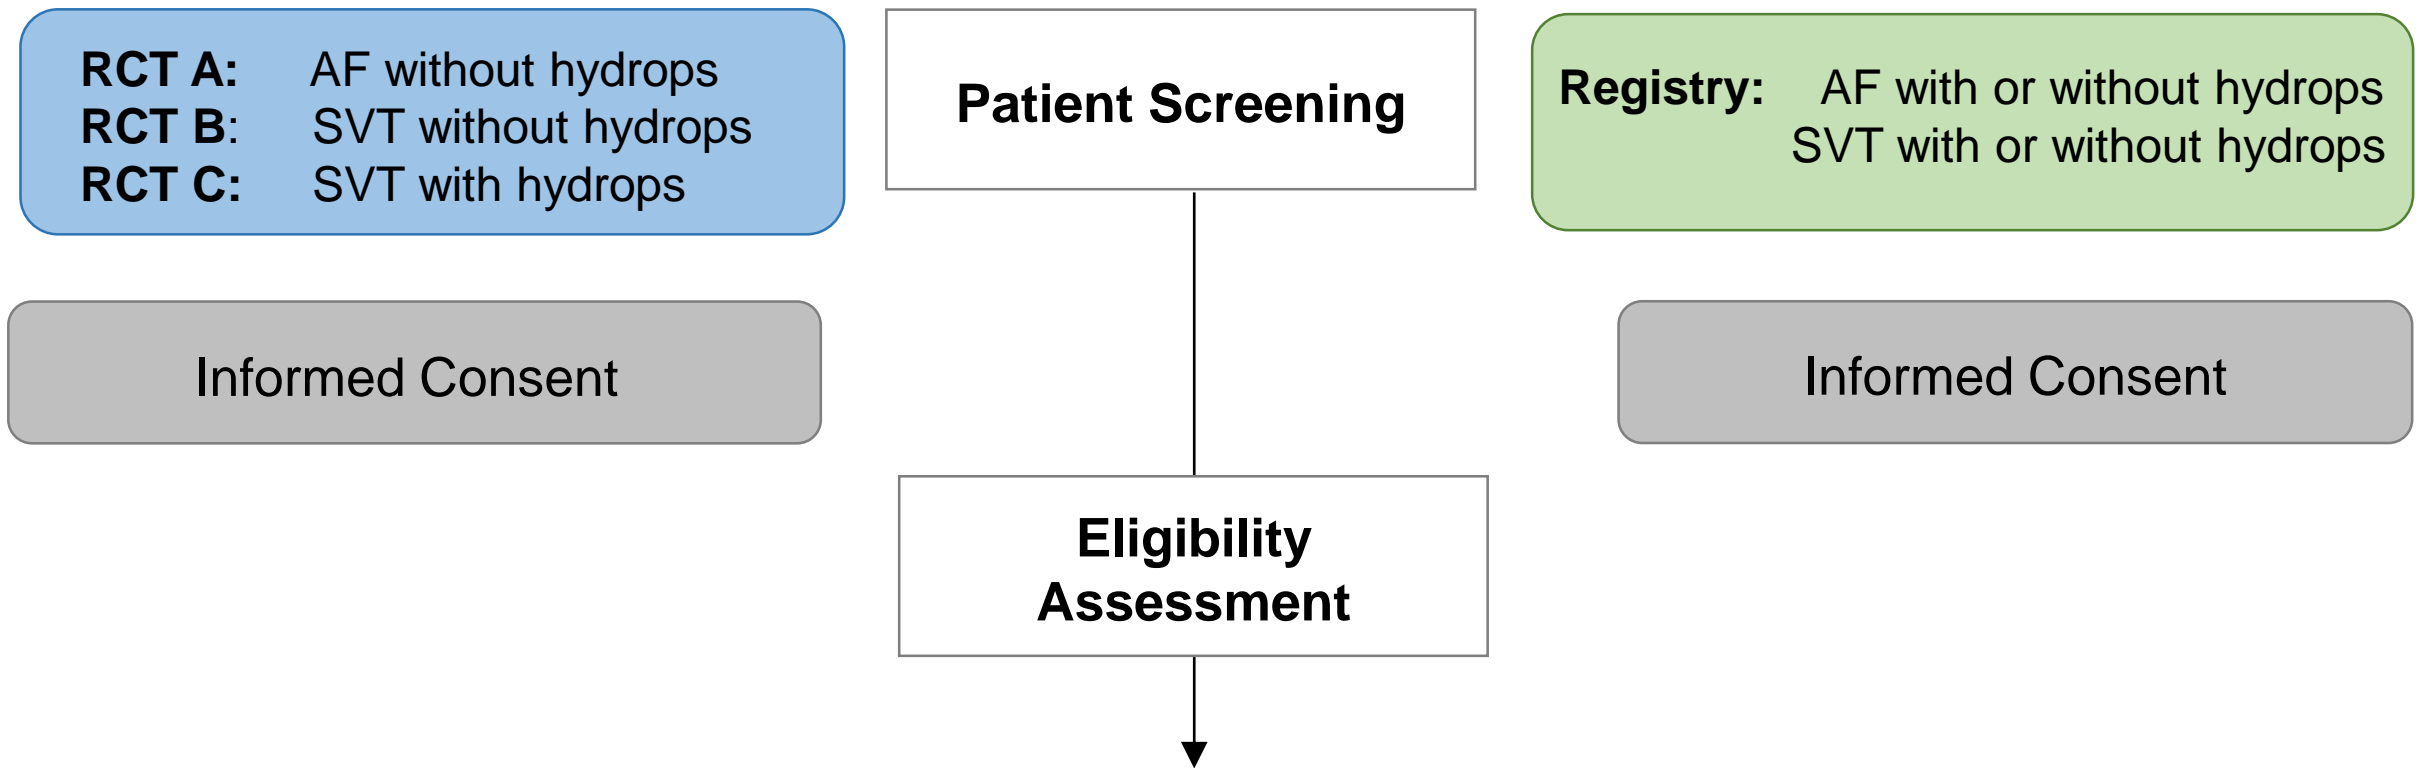 RCT A: AF without hydrops
RCT B: SVT without hydrops
RCT C: SVT with hydrops
Patient Screening
Registry: AF with or without hydrops
SVT with or without hydrops
Informed Consent
Informed Consent
Eligibility
Assessment